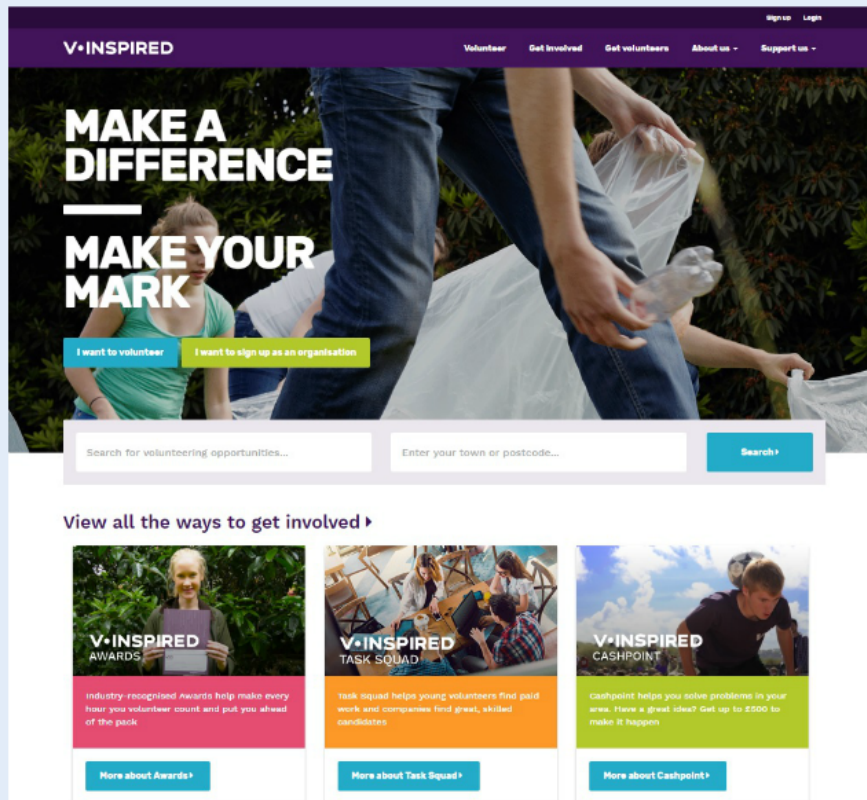 Sign up Login
V•INSPIRED
Volunteer Get involved Get volunteers About us Support us
MAKE A
DIFFERENCE
MAKE YOUR
MARK
I want to volunteer I want to sign up as an organisation
Search for volunteering opportunities... Enter your town or postcode... Search
View all the ways to get involved
V•INSPIRED
AWARDS
Industry-recognised Awards help make every
hour you volunteer count and put you ahead
of the pack
More about Awards
V•INSPIRED
TASK SQUAD
Task Squad helps young volunteers find paid
work and companies find great, skilled
candidates
More about Task Squad
V•INSPIRED
CASHPOINT
Cashpoint helps you solve problems in your
area. Have a great idea? Get up to £500 to
make it happen
More about Cashpoint